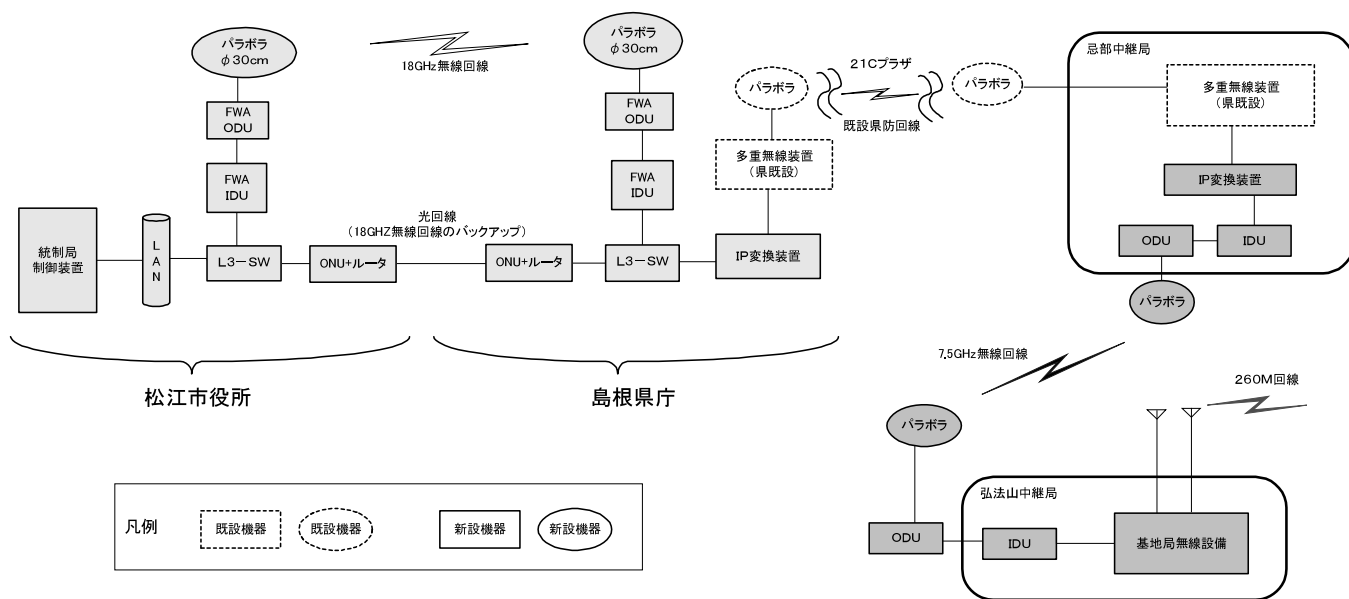 パラボラ
φ30cm
18GHz無線回線
パラボラ
φ30cm
FWA
ODU
FWA
ODU
FWA
IDU
FWA
IDU
統制局
制御装置
LAN
L3-SW
ONU+ルータ
光回線
(18GHZ無線回線のバックアップ)
ONU+ルータ
L3-SW
IP変換装置
多重無線装置
(県既設)
パラボラ
21Cプラザ
既設県防回線
パラボラ
忌部中継局
多重無線装置
(県既設)
IP変換装置
ODU
IDU
パラボラ
松江市役所
島根県庁
7.5GHz無線回線
260M回線
パラボラ
弘法山中継局
ODU
IDU
基地局無線設備
凡例
既設機器
既設機器
新設機器
新設機器